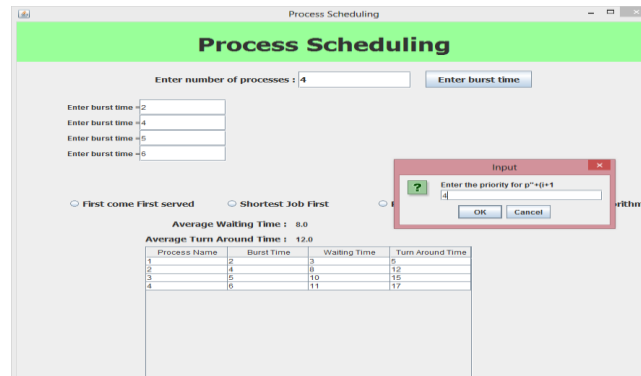 Process Scheduling
Process Scheduling
Enter number of processes : 4 Enter burst time
Enter burst time =2
Enter burst time =4
Enter burst time =5
Enter burst time =6
Input
Enter the priority for p"+(i+1
4
OK Cancel
First come First served Shortest Job First
Average Waiting Time : 8.0
Average Turn Around Time : 12.0
Process Name Burst Time Waiting Time Turn Around Time
1 2 3 5
2 4 8 12
3 5 10 15
4 6 11 17